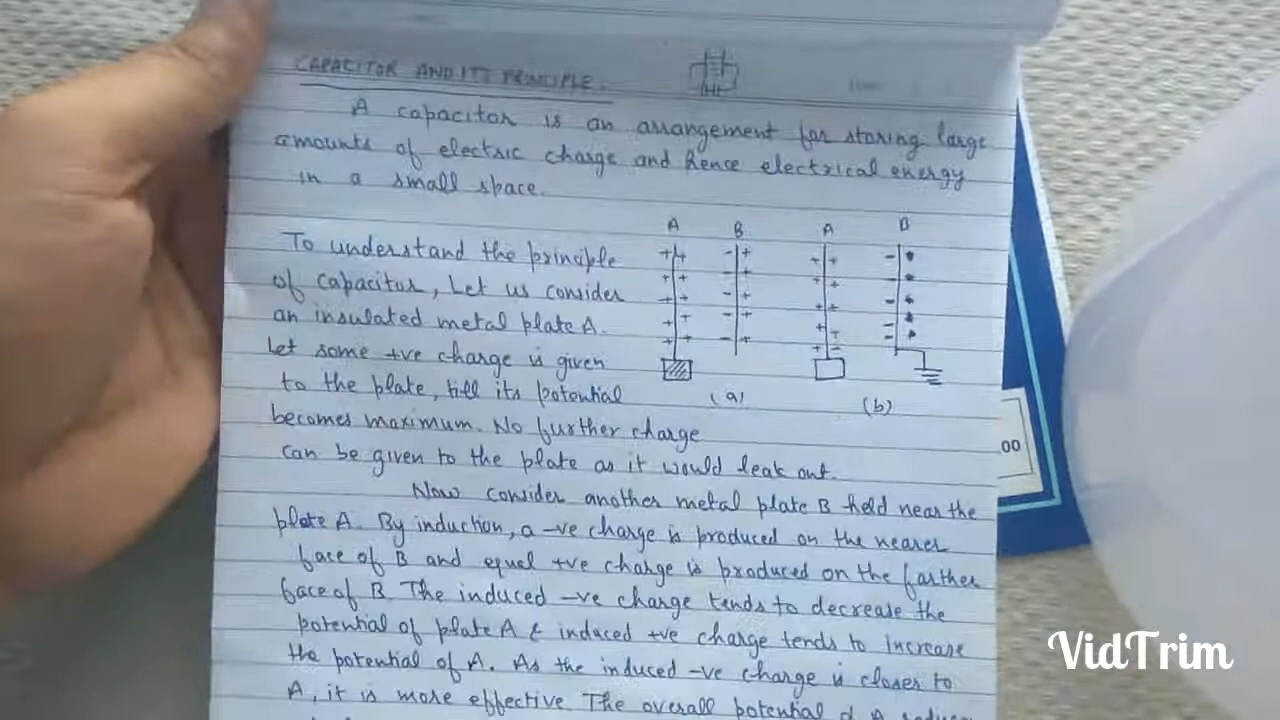 CAPACITOR AND ITS PRINCIPLE.
A capacitor is an arrangement for storing large
amounts of electric charge and hence electrical energy
in a small space.
A B A B
To understand the principle
of capacitor, Let us consider
an insulated metal plate A.
Let some +ve charge is given
to the plate, till its potential
(a) (b)
becomes maximum. No further charge
can be given to the plate as it would leak out.
Now consider another metal plate B held near the
plate A. By induction, a -ve charge is produced on the nearer
face of B and equal +ve charge is produced on the farther
face of B. The induced -ve charge tends to decrease the
potential of plate A & induced +ve charge tends to increase
the potential of A. As the induced -ve charge is closer to
A, it is more effective. The overall potential of A
.00
VidTrim